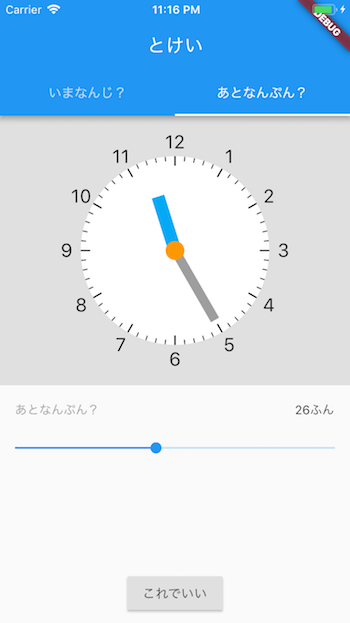 Carrier 11:16 PM
DEBUG
とけい
いまなんじ？ あとなんぷん？
12
11 1
10 2
9 3
8 4
7 5
6
あとなんぷん？ 26ふん
これでいい